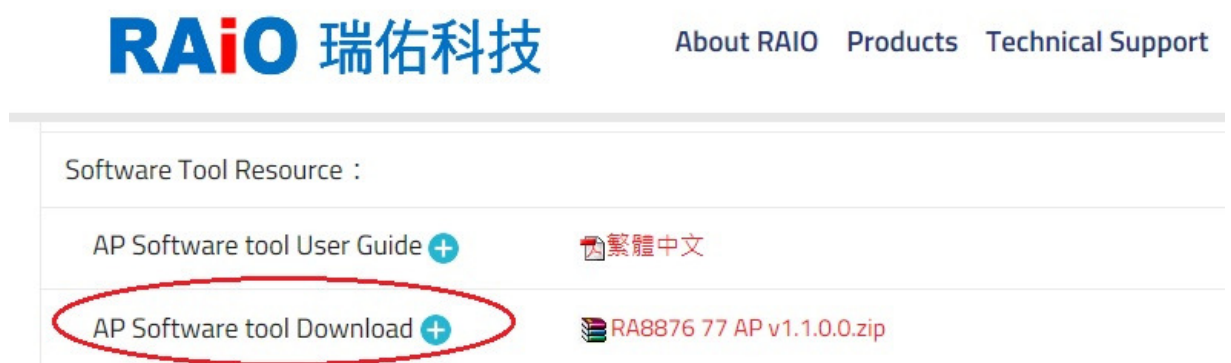 RAiO 瑞佑科技 About RAIO Products Technical Support
Software Tool Resource：
AP Software tool User Guide 繁體中文
AP Software tool Download RA8876 77 AP v1.1.0.0.zip